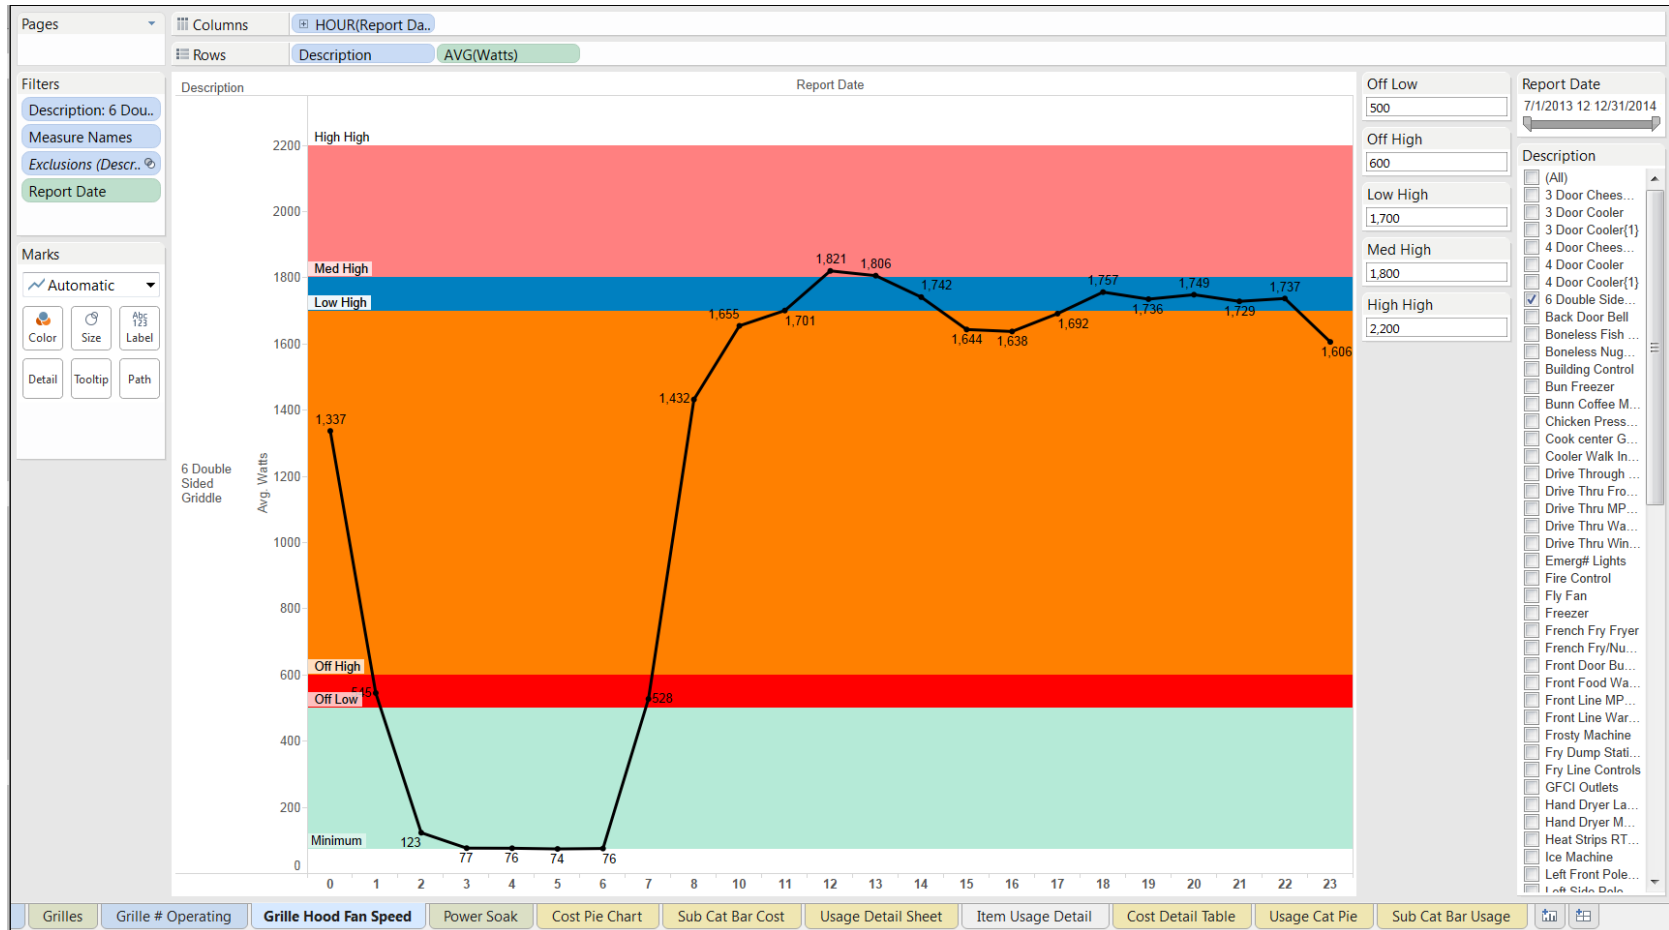 Pages
Columns
HOUR(Report Da..
Rows
Description
AVG(Watts)
Filters
Description: 6 Dou..
Measure Names
Exclusions (Descr..
Report Date
Marks
Automatic
Color
Size
Abc
123
Label
Detail
Tooltip
Path
Description
Report Date
6 Double
Sided
Griddle
Avg. Watts
2200
2000
1800
1600
1400
1200
1000
800
600
400
200
0
High High
Med High
Low High
Off High
Off Low
Minimum
1,337
545
123
77
76
74
76
528
1,432
1,655
1,701
1,821
1,806
1,742
1,644
1,638
1,692
1,757
1,736
1,749
1,729
1,737
1,606
0 1 2 3 4 5 6 7 8 10 11 12 13 14 15 16 17 18 19 20 21 22 23
Off Low
500
Off High
600
Low High
1,700
Med High
1,800
High High
2,200
Report Date
7/1/2013 12 12/31/2014
Description
(All)
3 Door Chees...
3 Door Cooler
3 Door Cooler{1}
4 Door Chees...
4 Door Cooler
4 Door Cooler{1}
6 Double Side...
Back Door Bell
Boneless Fish ...
Boneless Nug...
Building Control
Bun Freezer
Bunn Coffee M...
Chicken Press...
Cook center G...
Cooler Walk In...
Drive Through ...
Drive Thru Fro...
Drive Thru MP...
Drive Thru Wa...
Drive Thru Win...
Emerg# Lights
Fire Control
Fly Fan
Freezer
French Fry Fryer
French Fry/Nu...
Front Door Bu...
Front Food Wa...
Front Line MP...
Front Line War...
Frosty Machine
Fry Dump Stati...
Fry Line Controls
GFCI Outlets
Hand Dryer La...
Hand Dryer M...
Heat Strips RT...
Ice Machine
Left Front Pole...
Left Side Pole
Grilles
Grille # Operating
Grille Hood Fan Speed
Power Soak
Cost Pie Chart
Sub Cat Bar Cost
Usage Detail Sheet
Item Usage Detail
Cost Detail Table
Usage Cat Pie
Sub Cat Bar Usage